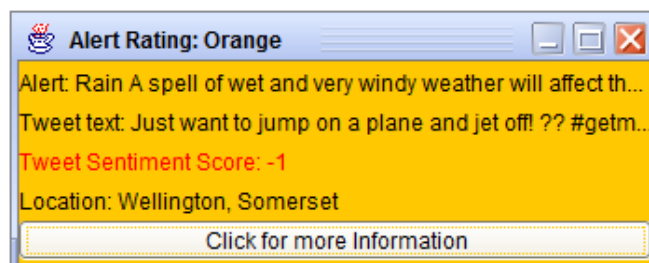 Alert Rating: Orange
Alert: Rain A spell of wet and very windy weather will affect th...
Tweet text: Just want to jump on a plane and jet off! ?? #getm...
Tweet Sentiment Score: -1
Location: Wellington, Somerset
Click for more Information